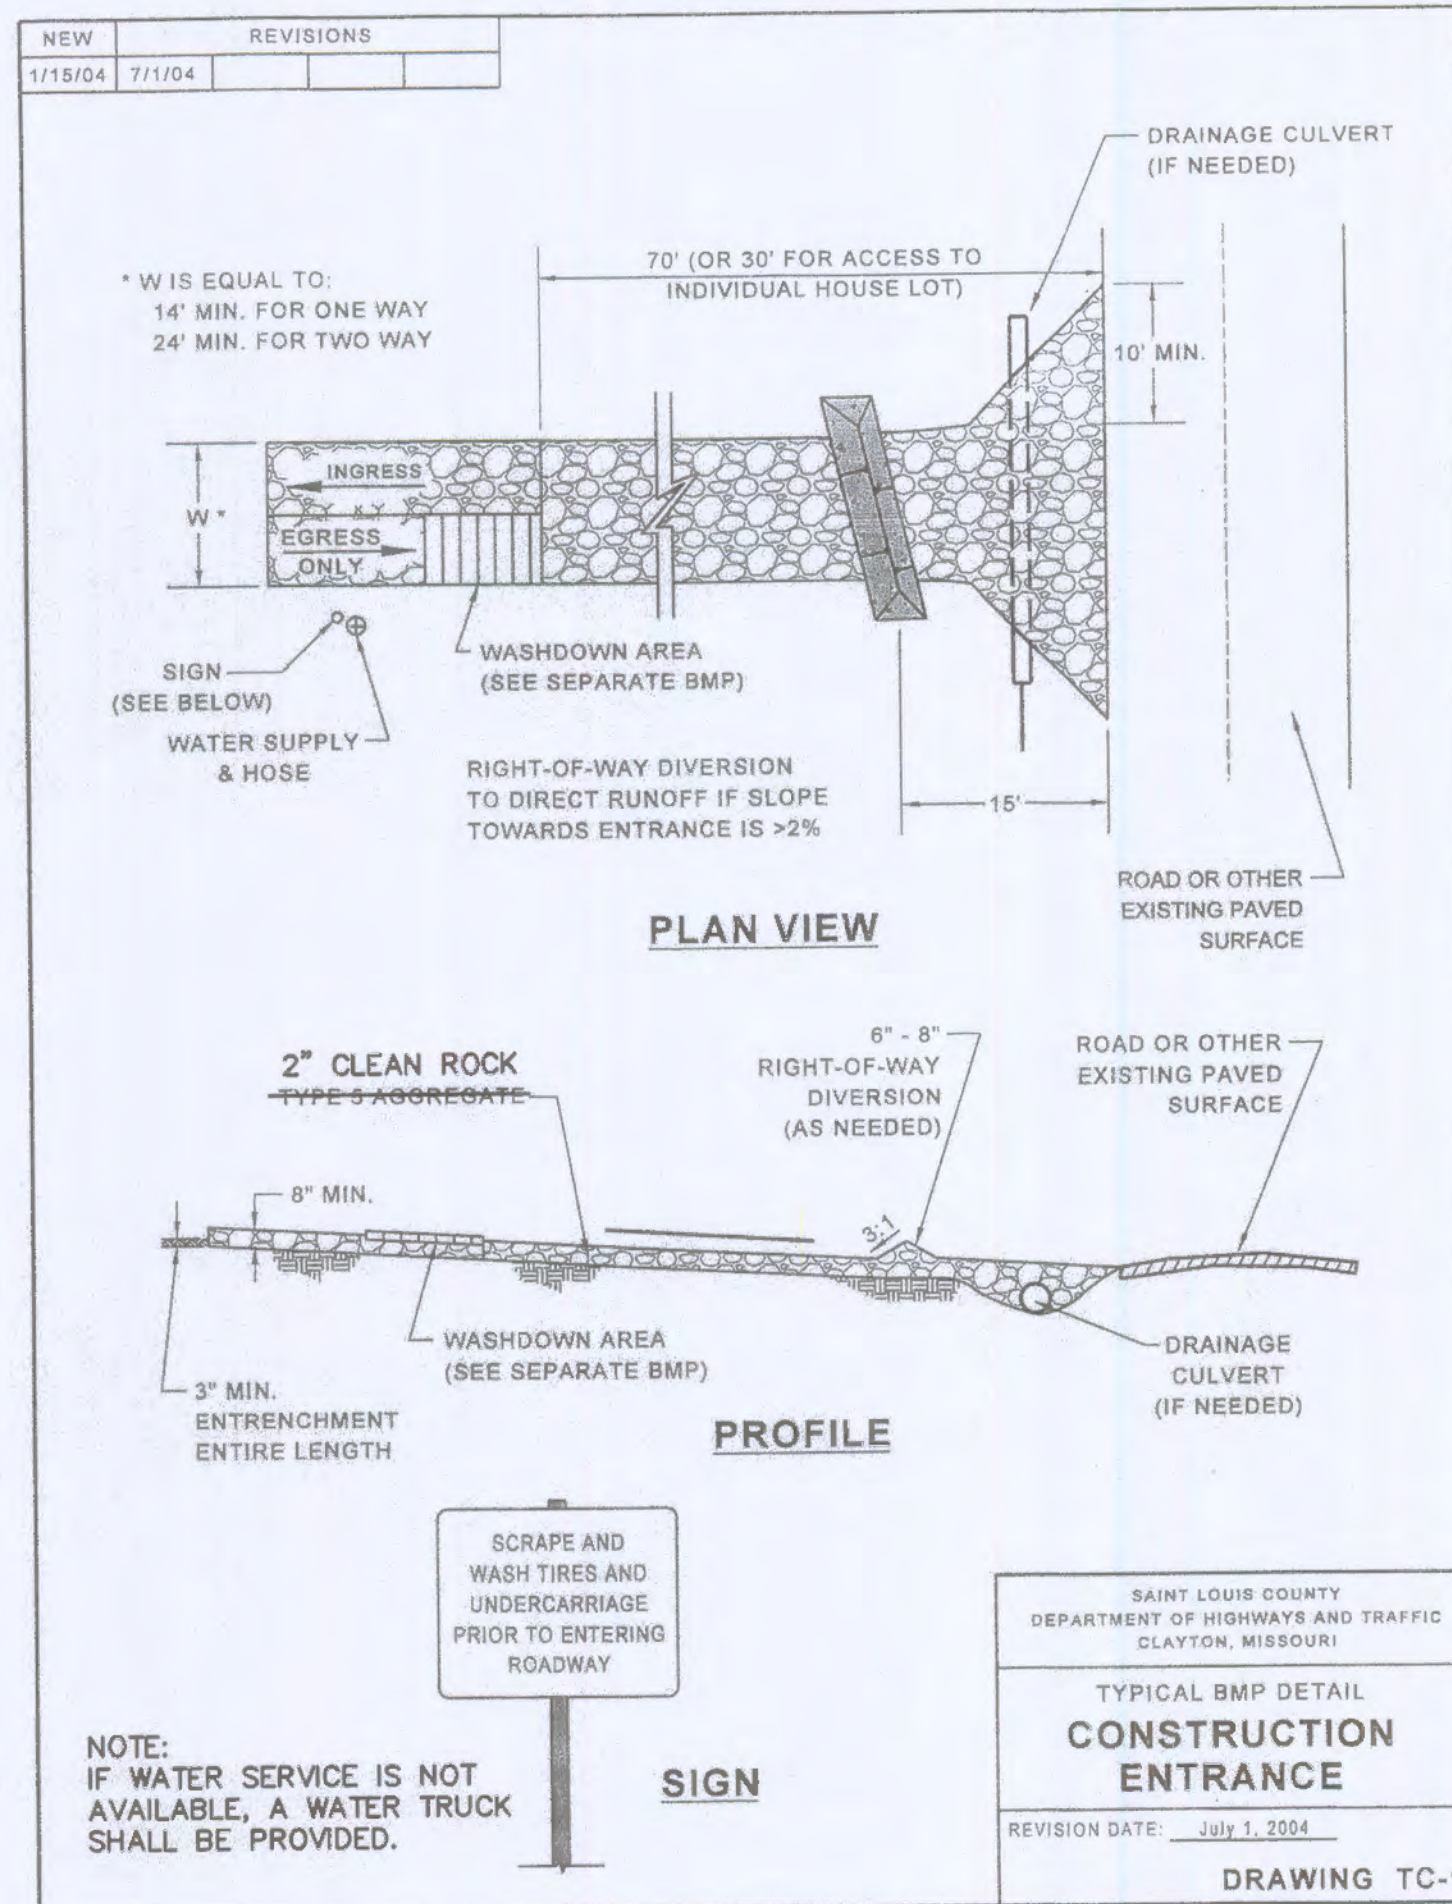 NEW REVISIONS
1/15/04 7/1/04
DRAINAGE CULVERT
(IF NEEDED)
* W IS EQUAL TO:
14' MIN. FOR ONE WAY
24' MIN. FOR TWO WAY
70' (OR 30' FOR ACCESS TO
INDIVIDUAL HOUSE LOT)
10' MIN.
INGRESS
W *
EGRESS
ONLY
SIGN
(SEE BELOW)
WATER SUPPLY
& HOSE
WASHDOWN AREA
(SEE SEPARATE BMP)
RIGHT-OF-WAY DIVERSION
TO DIRECT RUNOFF IF SLOPE
TOWARDS ENTRANCE IS >2%
15'
ROAD OR OTHER
EXISTING PAVED
SURFACE
PLAN VIEW
2" CLEAN ROCK
TYPE 5 AGGREGATE
6" - 8"
RIGHT-OF-WAY
DIVERSION
(AS NEEDED)
ROAD OR OTHER
EXISTING PAVED
SURFACE
8" MIN.
3:1
WASHDOWN AREA
(SEE SEPARATE BMP)
3" MIN.
ENTRENCHMENT
ENTIRE LENGTH
DRAINAGE
CULVERT
(IF NEEDED)
PROFILE
SCRAPE AND
WASH TIRES AND
UNDERCARRIAGE
PRIOR TO ENTERING
ROADWAY
NOTE:
IF WATER SERVICE IS NOT
AVAILABLE, A WATER TRUCK
SHALL BE PROVIDED.
SIGN
SAINT LOUIS COUNTY
DEPARTMENT OF HIGHWAYS AND TRAFFIC
CLAYTON, MISSOURI
TYPICAL BMP DETAIL
CONSTRUCTION
ENTRANCE
REVISION DATE: July 1, 2004
DRAWING TC-